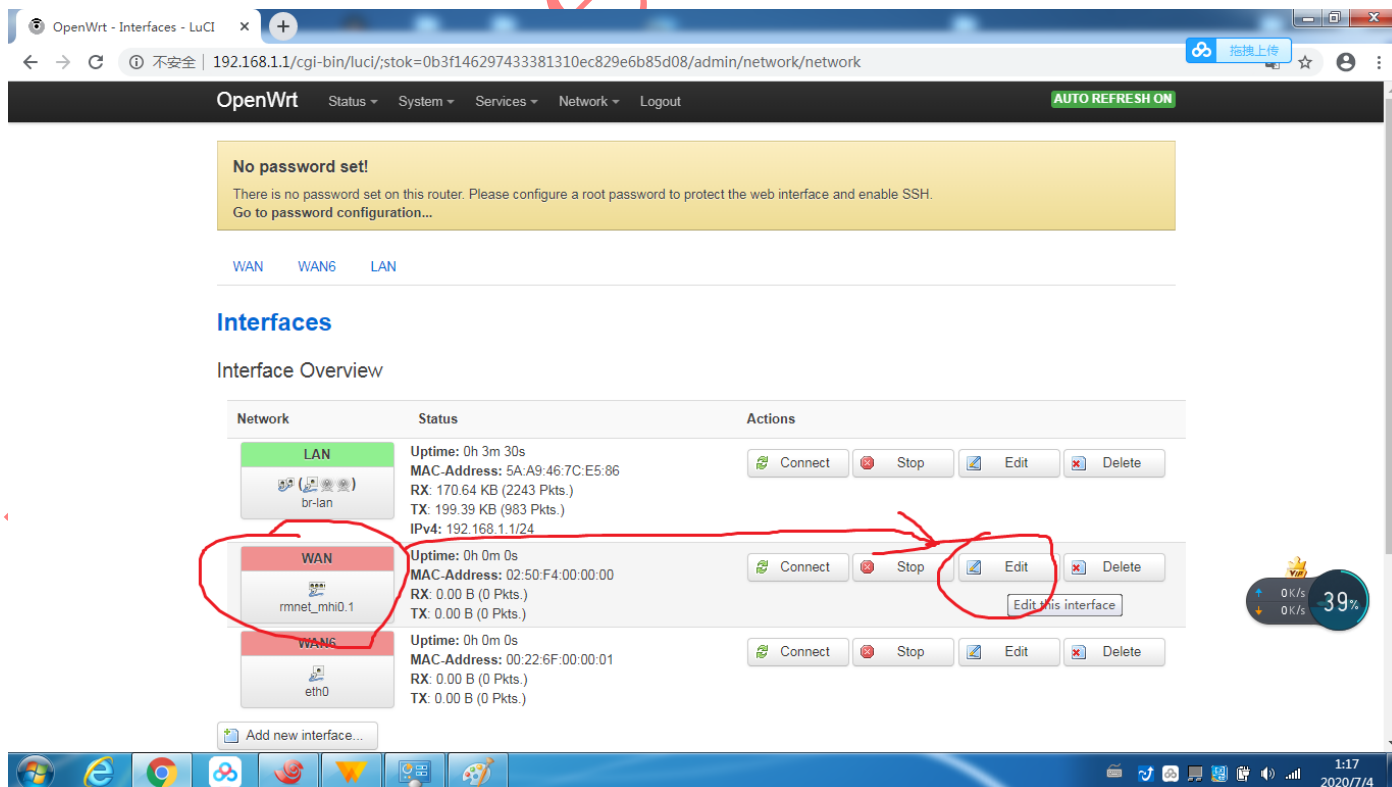 OpenWrt - Interfaces - LuCI
不安全 192.168.1.1/cgi-bin/luci/;stok=0b3f146297433381310ec829e6b85d08/admin/network/network
拖拽上传
OpenWrt Status System Services Network Logout AUTO REFRESH ON
No password set!
There is no password set on this router. Please configure a root password to protect the web interface and enable SSH.
Go to password configuration...
WAN WAN6 LAN
Interfaces
Interface Overview
Network Status Actions
LAN
br-lan
Uptime: 0h 3m 30s
MAC-Address: 5A:A9:46:7C:E5:86
RX: 170.64 KB (2243 Pkts.)
TX: 199.39 KB (983 Pkts.)
IPv4: 192.168.1.1/24
Connect Stop Edit Delete
WAN
rmnet_mhi0.1
Uptime: 0h 0m 0s
MAC-Address: 02:50:F4:00:00:00
RX: 0.00 B (0 Pkts.)
TX: 0.00 B (0 Pkts.)
Connect Stop Edit Delete
Edit this interface
WAN6
eth0
Uptime: 0h 0m 0s
MAC-Address: 00:22:6F:00:00:01
RX: 0.00 B (0 Pkts.)
TX: 0.00 B (0 Pkts.)
Connect Stop Edit Delete
Add new interface...
VIP
0K/s
0K/s
39%
1:17
2020/7/4